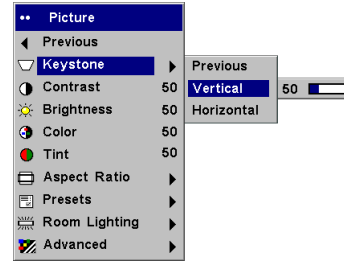 Picture
Previous
Keystone
Contrast 50
Brightness 50
Color 50
Tint 50
Aspect Ratio
Presets
Room Lighting
Advanced
Previous
Vertical 50
Horizontal